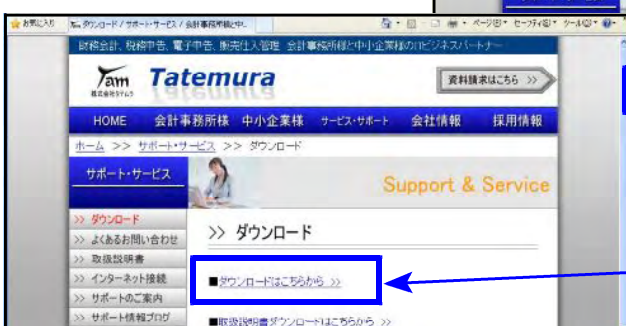 お気に入り
ダウンロード / サポート・サービス / 会計事務所様と中...
ページ(P)
セーフティ(S)
ツール(O)
財務会計、税務申告、電子申告、販売仕入管理 会計事務所様と中小企業様のITビジネスパートナー
Tam
株式会社タテムラ
Tatemura
資料請求はこちら >>
HOME
会計事務所様
中小企業様
サービス・サポート
会社情報
採用情報
ホーム >> サポート・サービス >> ダウンロード
サポート・サービス
Support & Service
>> ダウンロード
>> よくあるお問い合わせ
>> 取扱説明書
>> インターネット接続
>> サポートのご案内
>> サポート情報ブログ
>> ダウンロード
■ダウンロードはこちらから >>
■取扱説明書ダウンロードはこちらから >>